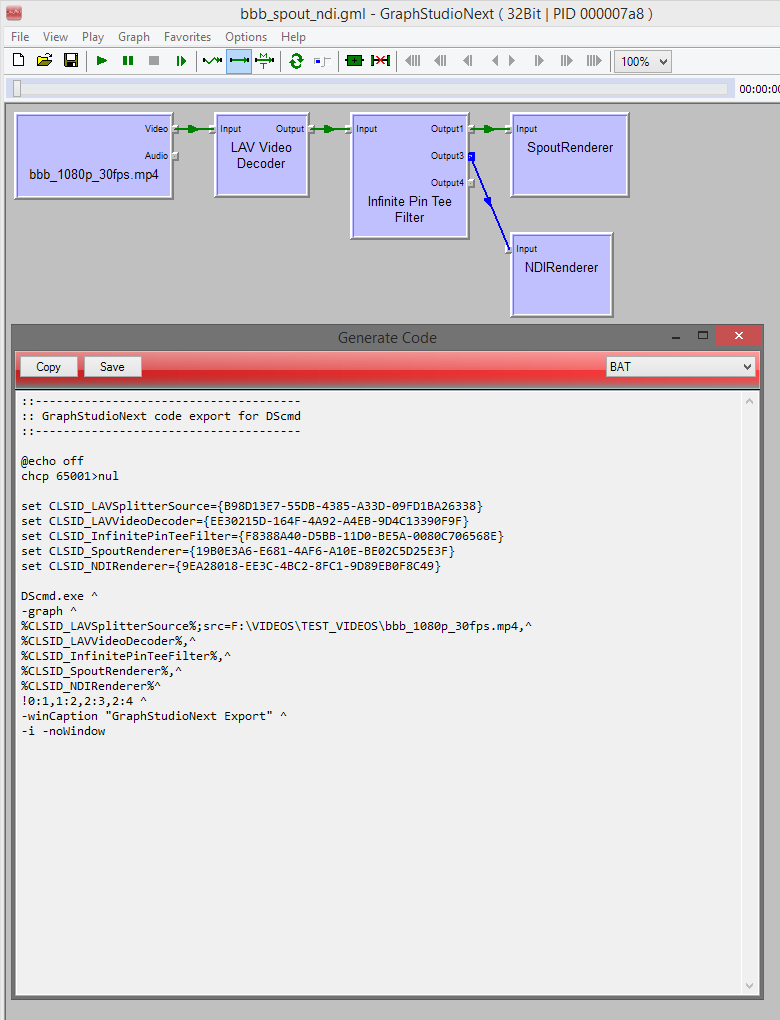 bbb_spout_ndi.gml - GraphStudioNext ( 32Bit | PID 000007a8 )
File View Play Graph Favorites Options Help
100%
00:00:00
Video
Audio
bbb_1080p_30fps.mp4
Input Output
LAV Video
Decoder
Input Output1
Output3
Output4
Infinite Pin Tee
Filter
Input
SpoutRenderer
Input
NDIRenderer
Generate Code
Copy Save BAT
::--------------------------------------
:: GraphStudioNext code export for DScmd
::--------------------------------------
@echo off
chcp 65001>nul
set CLSID_LAVSplitterSource={B98D13E7-55DB-4385-A33D-09FD1BA26338}
set CLSID_LAVVideoDecoder={EE30215D-164F-4A92-A4EB-9D4C13390F9F}
set CLSID_InfinitePinTeeFilter={F8388A40-D5BB-11D0-BE5A-0080C706568E}
set CLSID_SpoutRenderer={19B0E3A6-E681-4AF6-A10E-BE02C5D25E3F}
set CLSID_NDIRenderer={9EA28018-EE3C-4BC2-8FC1-9D89EB0F8C49}
DScmd.exe ^
-graph ^
%CLSID_LAVSplitterSource%;src=F:\VIDEOS\TEST_VIDEOS\bbb_1080p_30fps.mp4,^
%CLSID_LAVVideoDecoder%,^
%CLSID_InfinitePinTeeFilter%,^
%CLSID_SpoutRenderer%,^
%CLSID_NDIRenderer%^
!0:1,1:2,2:3,2:4 ^
-winCaption "GraphStudioNext Export" ^
-i -noWindow